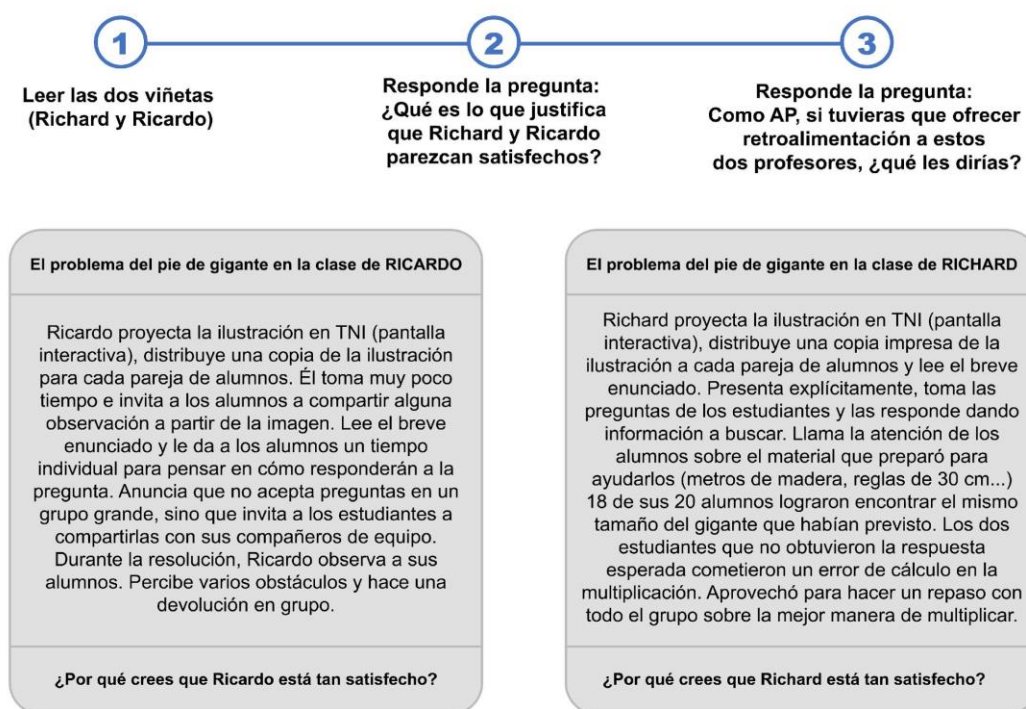 1
2
3
Leer las dos viñetas
(Richard y Ricardo)
Responde la pregunta:
¿Qué es lo que justifica
que Richard y Ricardo
parezcan satisfechos?
Responde la pregunta:
Como AP, si tuvieras que ofrecer
retroalimentación a estos
dos profesores, ¿qué les dirías?
El problema del pie de gigante en la clase de RICARDO
Ricardo proyecta la ilustración en TNI (pantalla
interactiva), distribuye una copia de la ilustración
para cada pareja de alumnos. Él toma muy poco
tiempo e invita a los alumnos a compartir alguna
observación a partir de la imagen. Lee el breve
enunciado y le da a los alumnos un tiempo
individual para pensar en cómo responderán a la
pregunta. Anuncia que no acepta preguntas en un
grupo grande, sino que invita a los estudiantes a
compartirlas con sus compañeros de equipo.
Durante la resolución, Ricardo observa a sus
alumnos. Percibe varios obstáculos y hace una
devolución en grupo.
¿Por qué crees que Ricardo está tan satisfecho?
El problema del pie de gigante en la clase de RICHARD
Richard proyecta la ilustración en TNI (pantalla
interactiva), distribuye una copia impresa de la
ilustración a cada pareja de alumnos y lee el breve
enunciado. Presenta explícitamente, toma las
preguntas de los estudiantes y las responde dando
información a buscar. Llama la atención de los
alumnos sobre el material que preparó para
ayudarlos (metros de madera, reglas de 30 cm...)
18 de sus 20 alumnos lograron encontrar el mismo
tamaño del gigante que habían previsto. Los dos
estudiantes que no obtuvieron la respuesta
esperada cometieron un error de cálculo en la
multiplicación. Aprovechó para hacer un repaso con
todo el grupo sobre la mejor manera de multiplicar.
¿Por qué crees que Richard está tan satisfecho?